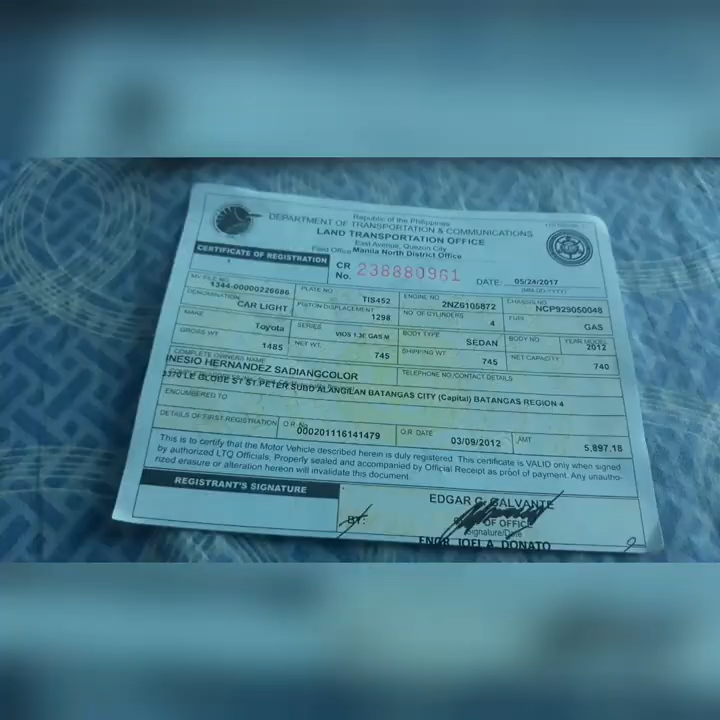 Republic of the Philippines
DEPARTMENT OF TRANSPORTATION & COMMUNICATIONS
LAND TRANSPORTATION OFFICE
East Avenue, Quezon City
Field Office Manila North District Office
CERTIFICATE OF REGISTRATION
CR No. 238880961
DATE: 05/24/2017
(MM-DD-YYYY)
MV FILE NO. PLATE NO ENGINE NO CHASSIS NO
1344-00000226686 TIS452 2NZ6105872 NCP929050048
DENOMINATION PISTON DISPLACEMENT NO. OF CYLINDERS FUEL
CAR LIGHT 1298 4 GAS
MAKE SERIES BODY TYPE BODY NO. YEAR MODEL
Toyota VIOS 1.3E GAS M SEDAN 2012
GROSS WT. NET WT. SHIPPING WT NET CAPACITY
1485 745 745 740
COMPLETE OWNER'S NAME TELEPHONE NO./CONTACT DETAILS
INESIO HERNANDEZ SADIANGCOLOR
3370 LE GLOBE ST ST.PETER SUBD ALANGILAN BATANGAS CITY (Capital) BATANGAS REGION 4
ENCUMBERED TO
DETAILS OF FIRST REGISTRATION O.R. No. O.R. DATE AMT
000201116141479 03/09/2012 5,897.18
This is to certify that the Motor Vehicle described herein is duly registered. This certificate is VALID only when signed
by authorized LTO Officials, Properly sealed and accompanied by Official Receipt as proof of payment. Any unautho-
rized erasure or alteration hereon will invalidate this document.
REGISTRANT'S SIGNATURE
EDGAR C. GALVANTE
BY: OF OFFICE
Signature/Date
ENGR. JOEL A. DONATO